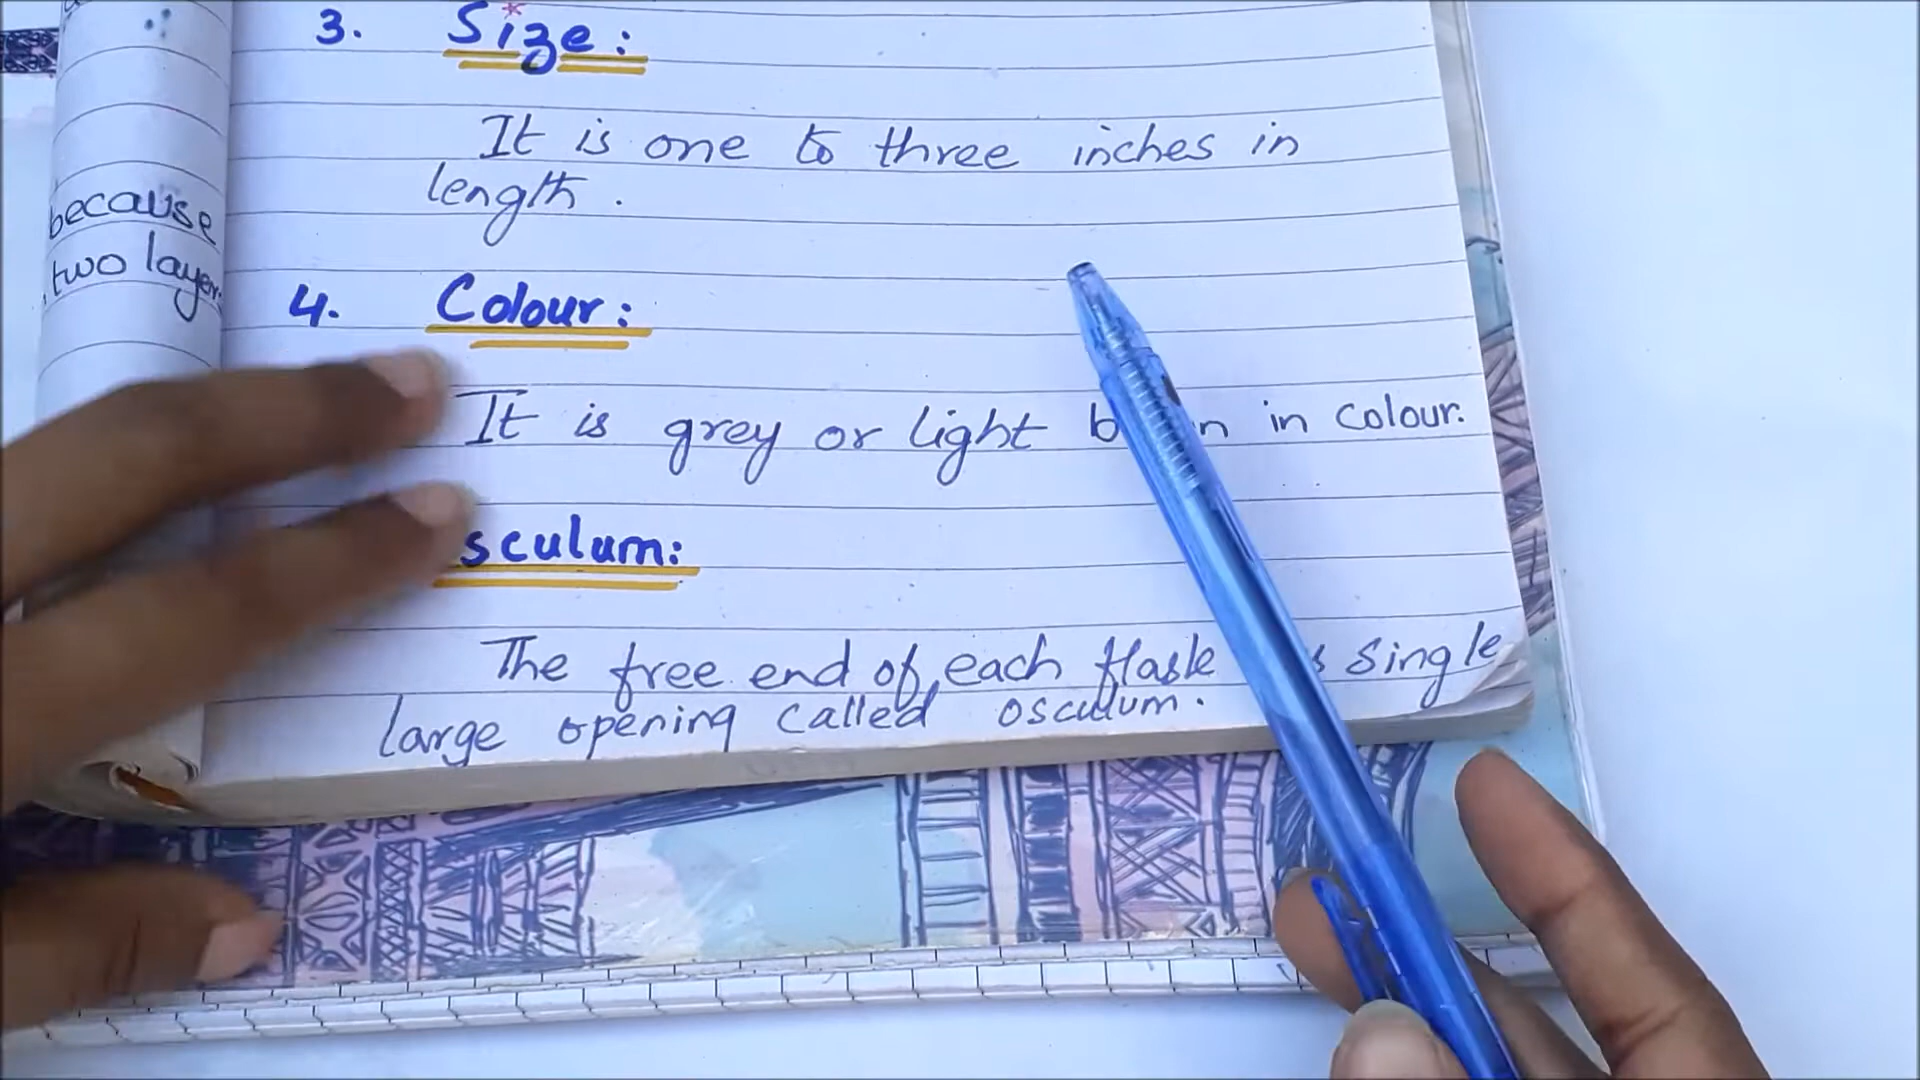 because
two layer
3. Size:
It is one to three inches in
length.
4. Colour:
It is grey or light in colour.
sculum:
The free end of each flask single
large opening called osculum.